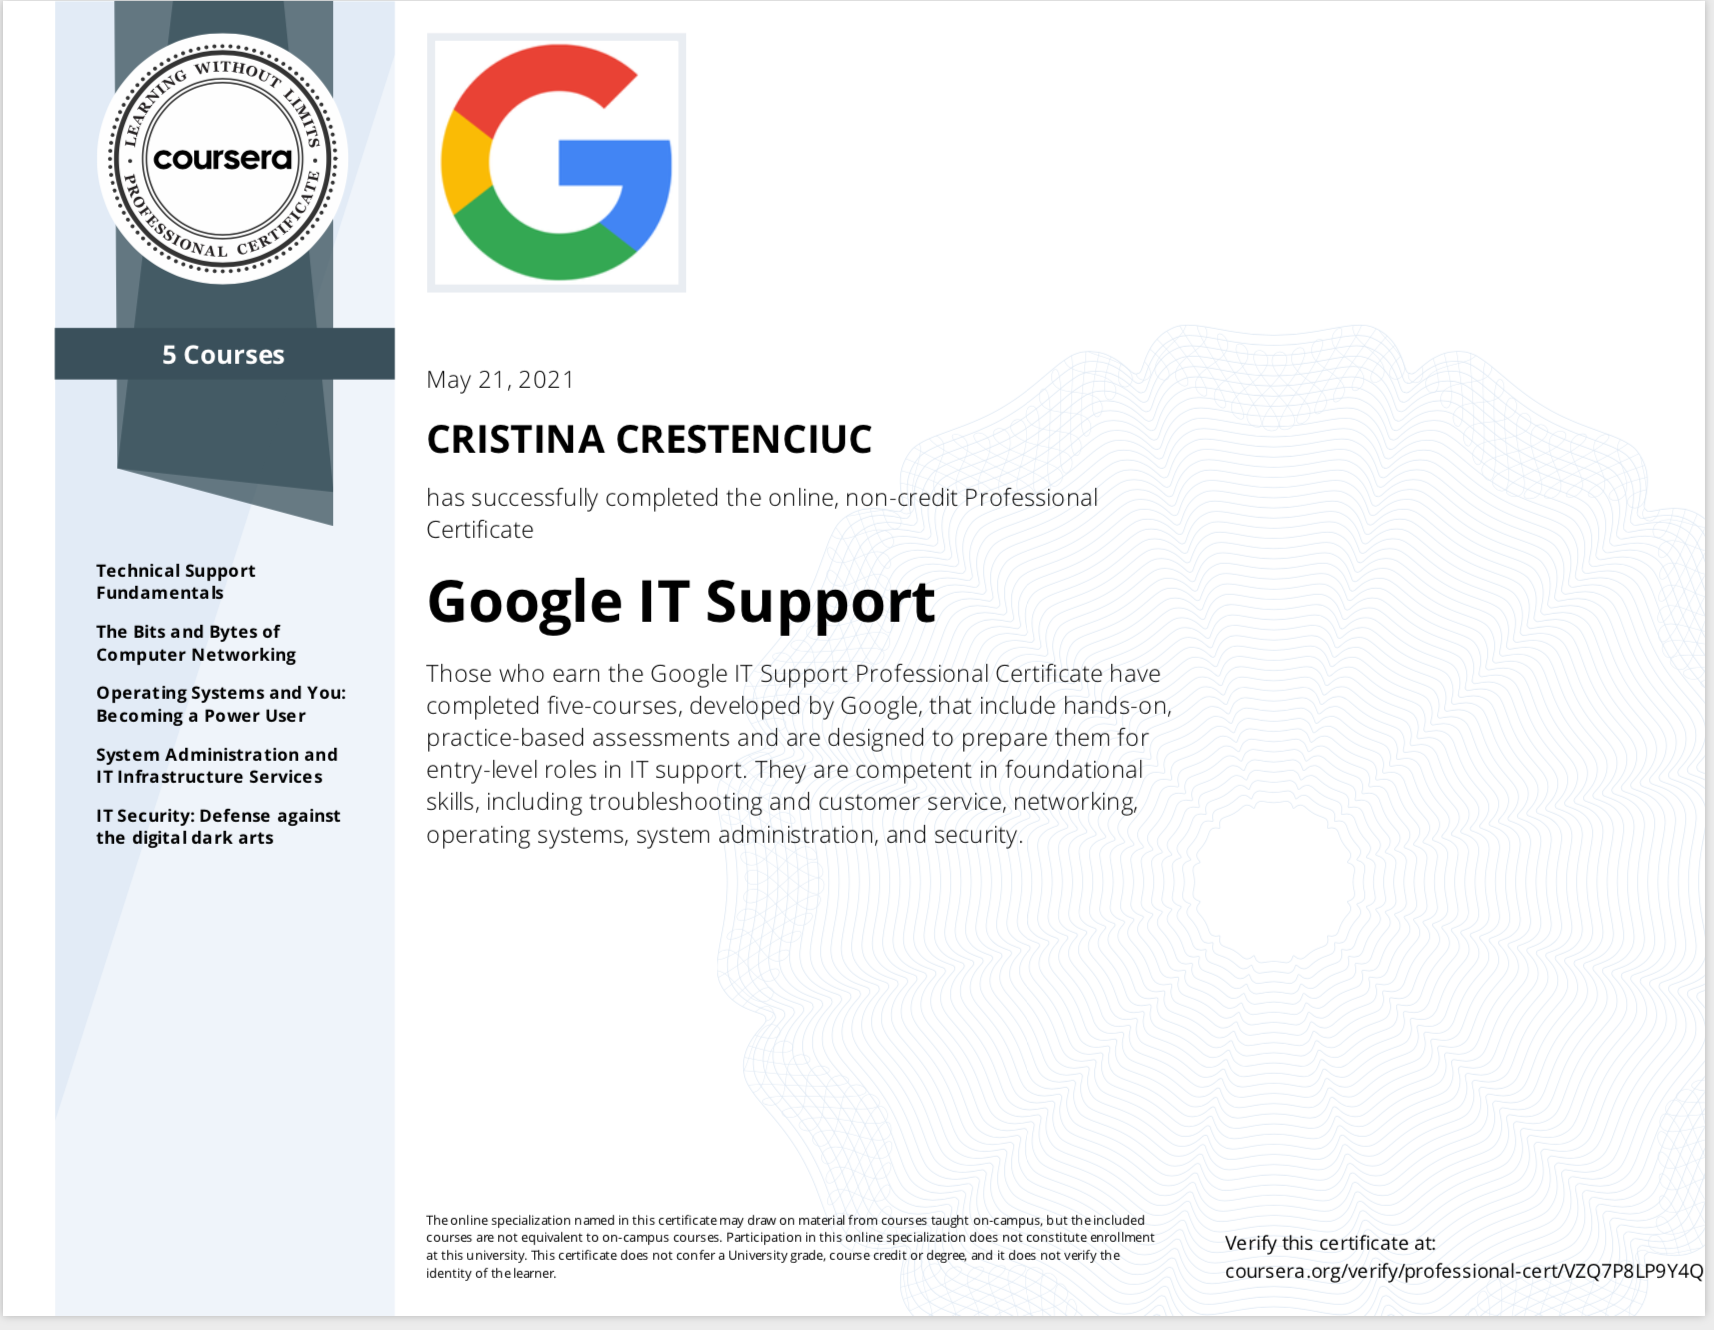 LEARNING WITHOUT LIMITS
coursera
PROFESSIONAL CERTIFICATE
5 Courses
Technical Support
Fundamentals
The Bits and Bytes of
Computer Networking
Operating Systems and You:
Becoming a Power User
System Administration and
IT Infrastructure Services
IT Security: Defense against
the digital dark arts
May 21, 2021
CRISTINA CRESTENCIUC
has successfully completed the online, non-credit Professional
Certificate
Google IT Support
Those who earn the Google IT Support Professional Certificate have
completed five-courses, developed by Google, that include hands-on,
practice-based assessments and are designed to prepare them for
entry-level roles in IT support. They are competent in foundational
skills, including troubleshooting and customer service, networking,
operating systems, system administration, and security.
The online specialization named in this certificate may draw on material from courses taught on-campus, but the included
courses are not equivalent to on-campus courses. Participation in this online specialization does not constitute enrollment
at this university. This certificate does not confer a University grade, course credit or degree, and it does not verify the
identity of the learner.
Verify this certificate at:
coursera.org/verify/professional-cert/VZQ7P8LP9Y4Q